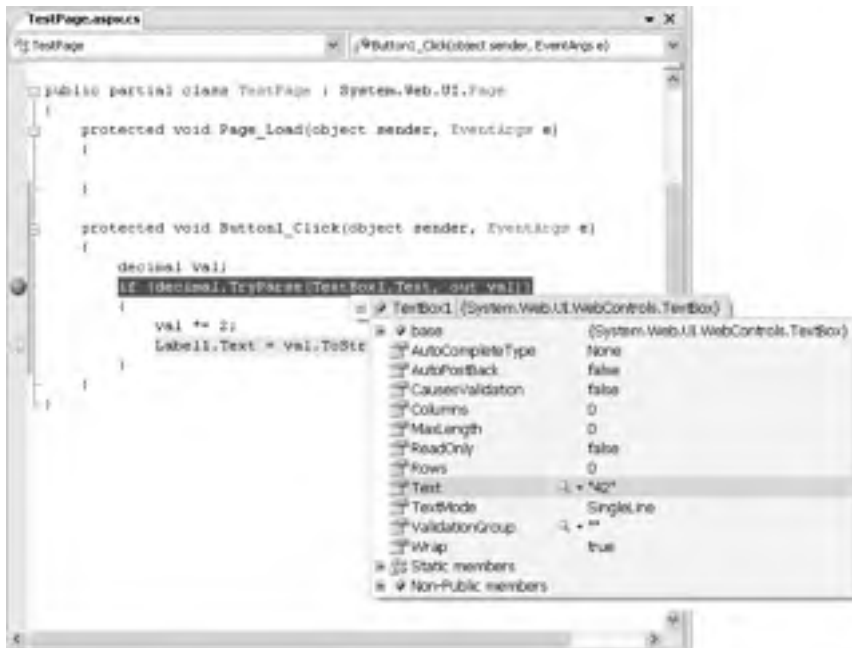 TestPage.aspx.cs
TestPage
Button1_Click(object sender, EventArgs e)
public partial class TestPage : System.Web.UI.Page
{
protected void Page_Load(object sender, EventArgs e)
{
}
protected void Button1_Click(object sender, EventArgs e)
{
decimal val;
if (decimal.TryParse(TextBox1.Text, out val))
{
val *= 2;
Label1.Text = val.ToStr
}
}
}
TextBox1 {System.Web.UI.WebControls.TextBox}
base {System.Web.UI.WebControls.TextBox}
AutoCompleteType None
AutoPostBack false
CausesValidation false
Columns 0
MaxLength 0
ReadOnly false
Rows 0
Text "42"
TextMode SingleLine
ValidationGroup ""
Wrap true
Static members
Non-Public members